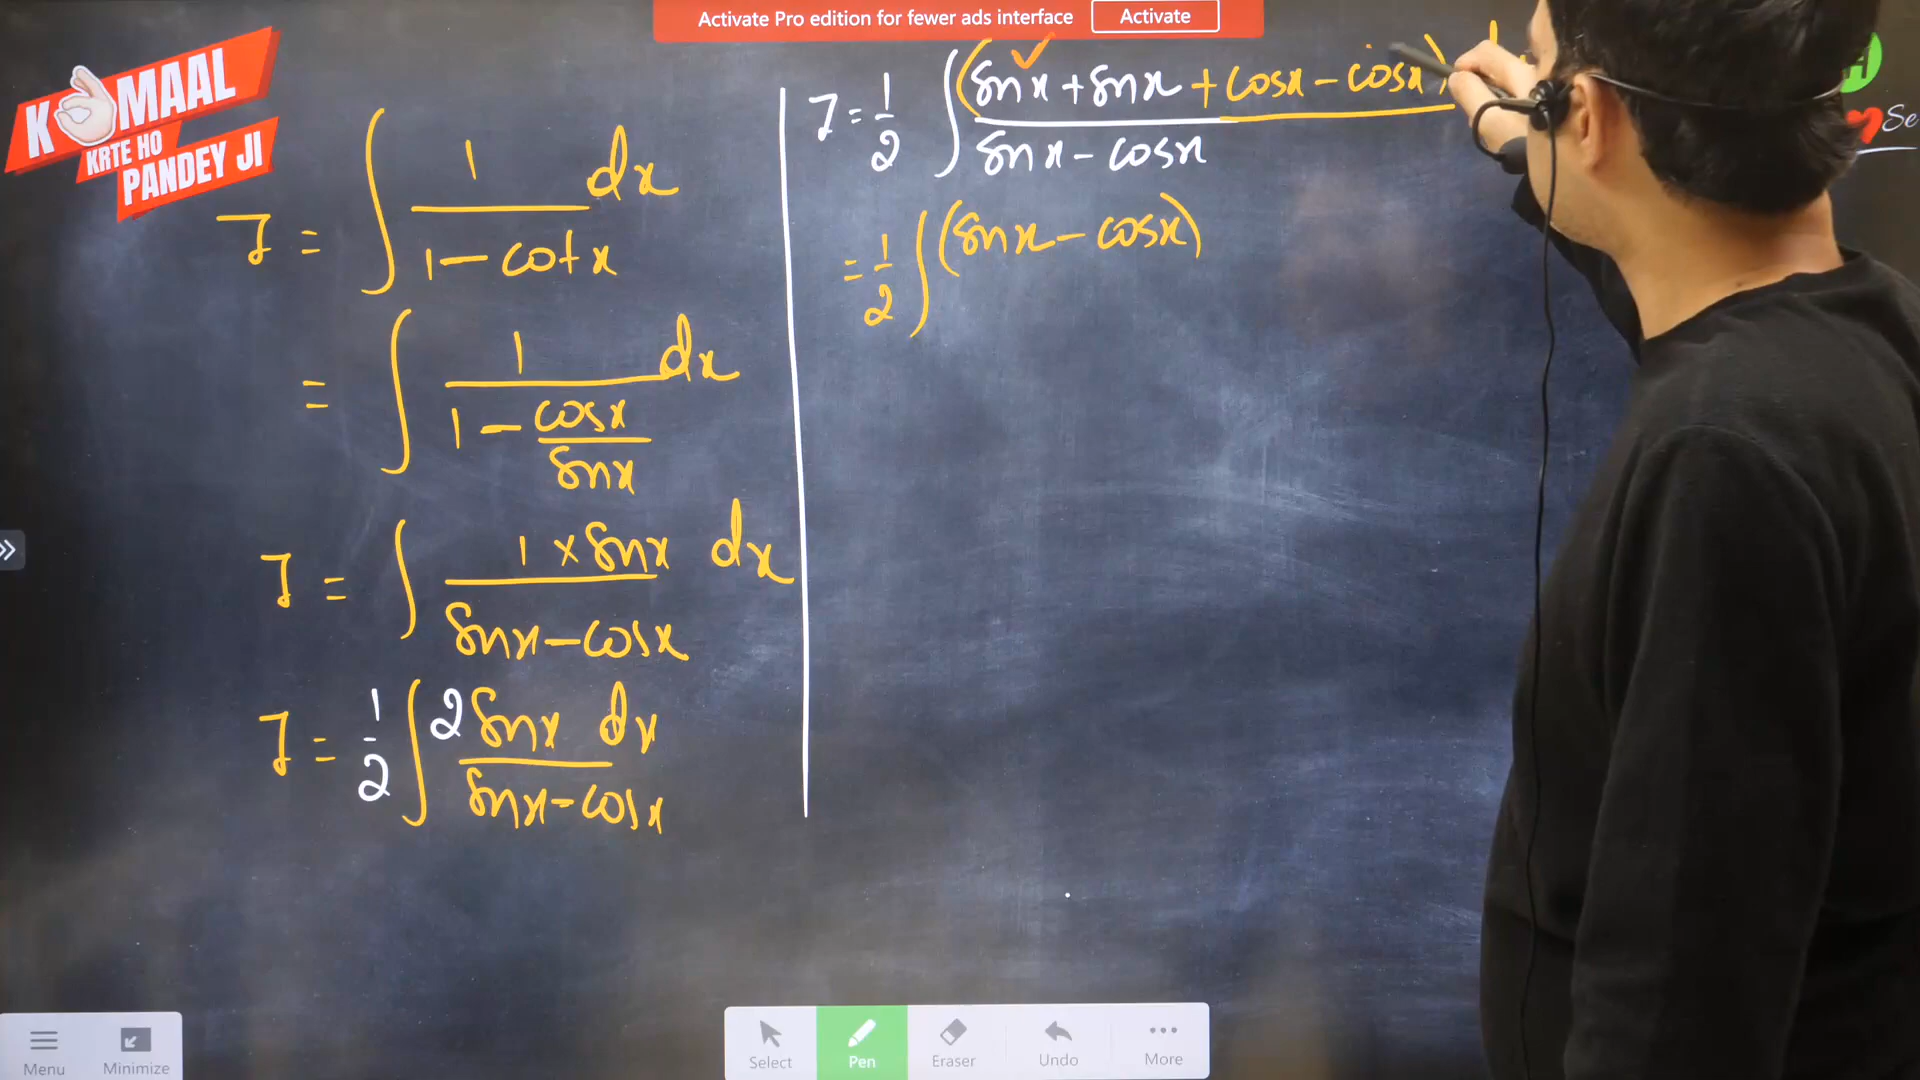 Activate Pro edition for fewer ads interface Activate
K MAAL
KRTE HO
PANDEY JI
I = ∫ 1/(1 - cot x) dx
= ∫ 1/(1 - cosx/sinx) dx
I = ∫ (1 × sinx)/(sinx - cosx) dx
I = 1/2 ∫ 2 sinx dx/(sinx - cosx)
I = 1/2 ∫ (sinx + sinx + cosx - cosx)/(sinx - cosx)
= 1/2 ∫ (sinx - cosx)
Se
Menu
Minimize
Select
Pen
Eraser
Undo
More